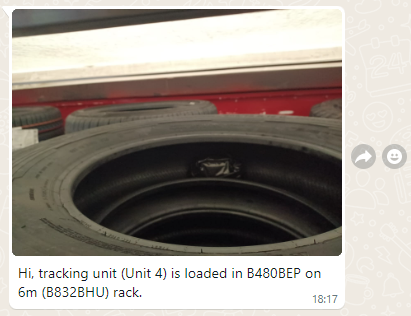 Hi, tracking unit (Unit 4) is loaded in B480BEP on
6m (B832BHU) rack.
18:17